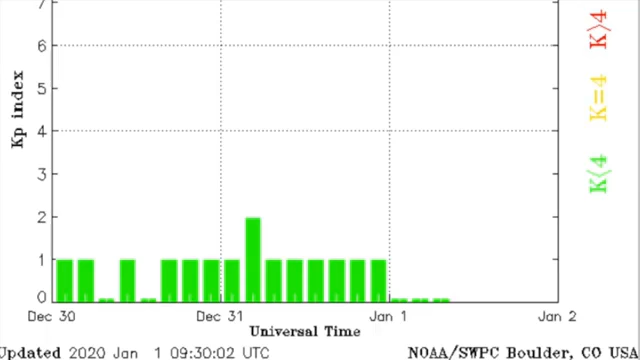 7
6
5
4
3
2
1
0
Kp index
Dec 30 Dec 31 Jan 1 Jan 2
Universal Time
Updated 2020 Jan 1 09:30:02 UTC NOAA/SWPC Boulder, CO USA
K>4
K=4
K<4